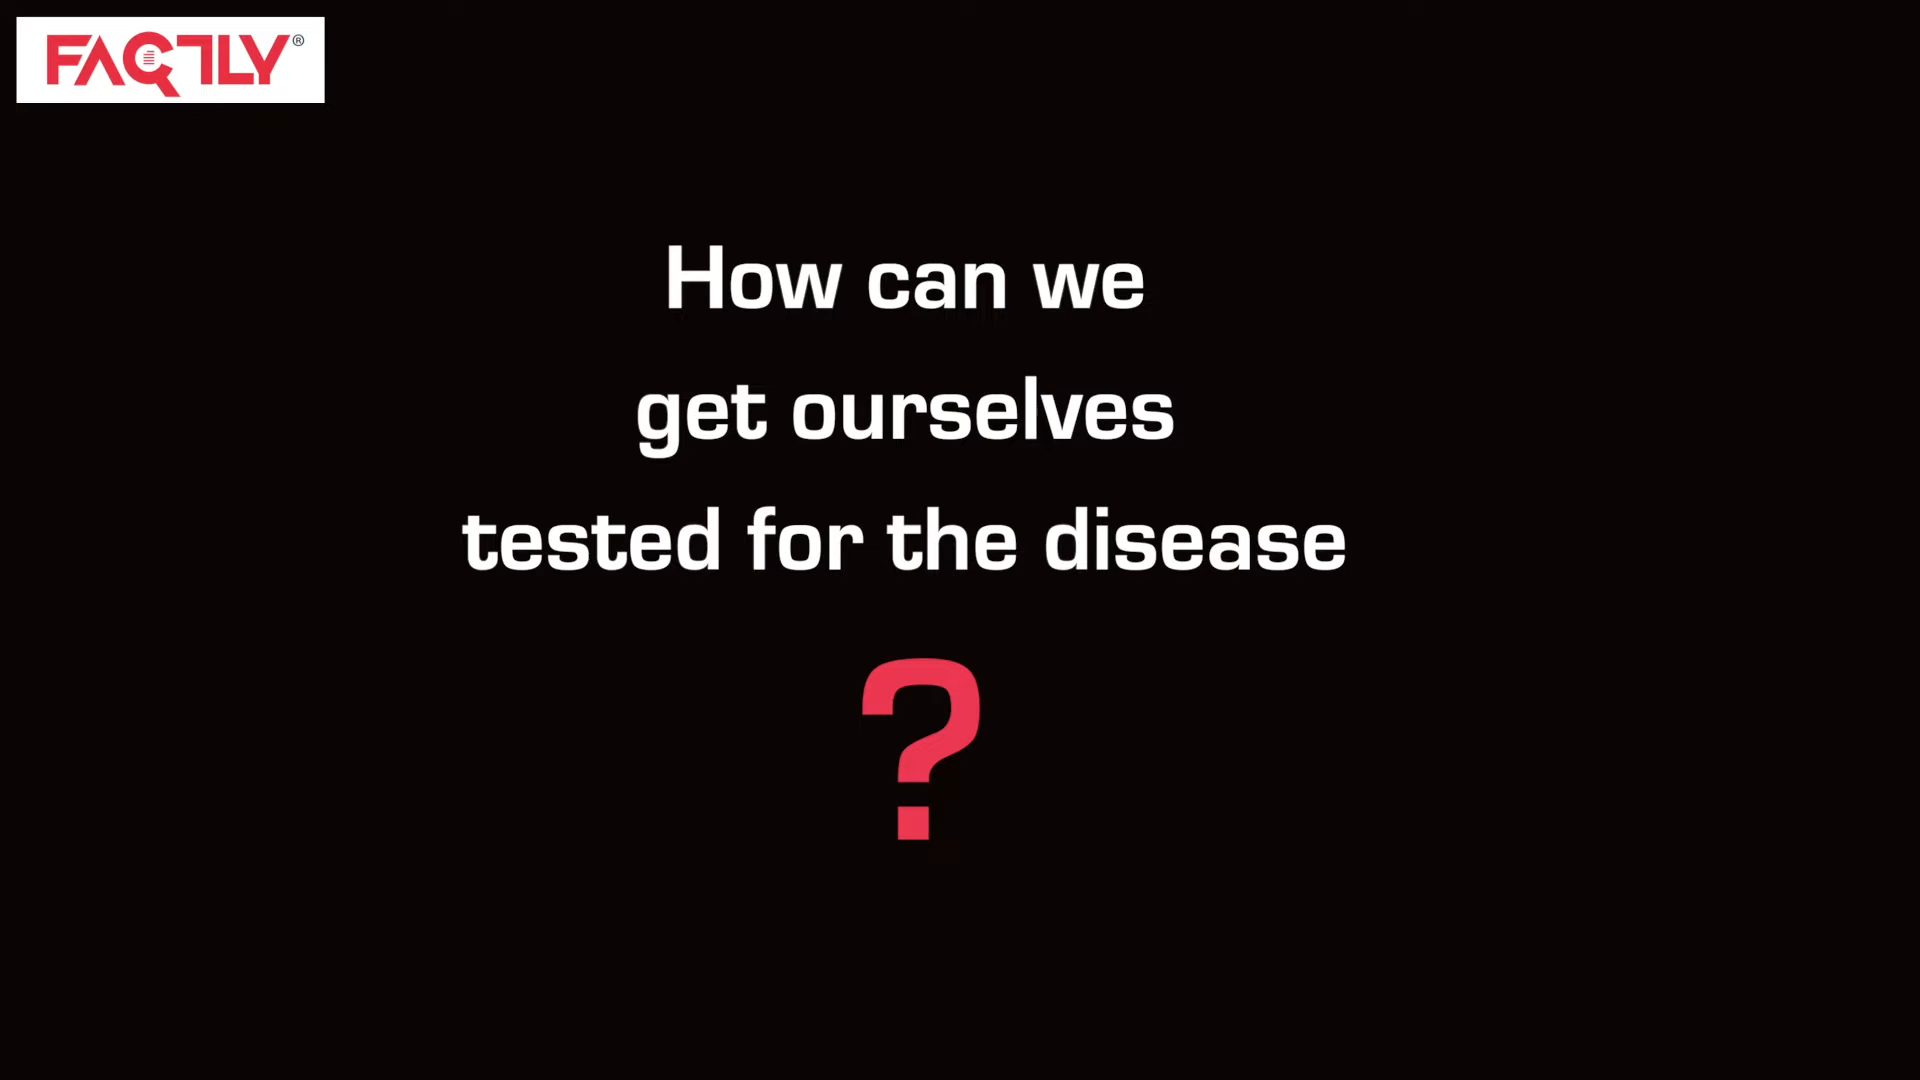 FACTLY®
How can we
get ourselves
tested for the disease
?